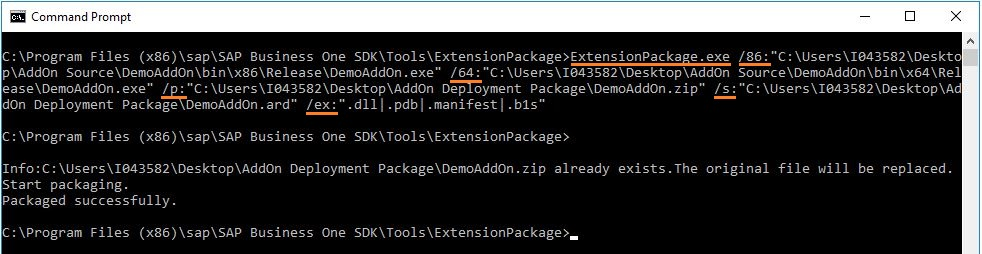 Command Prompt
C:\Program Files (x86)\sap\SAP Business One SDK\Tools\ExtensionPackage>ExtensionPackage.exe /86:"C:\Users\I043582\Deskto
p\AddOn Source\DemoAddOn\bin\x86\Release\DemoAddOn.exe" /64:"C:\Users\I043582\Desktop\AddOn Source\DemoAddOn\bin\x64\Rel
ease\DemoAddOn.exe" /p:"C:\Users\I043582\Desktop\AddOn Deployment Package\DemoAddOn.zip" /s:"C:\Users\I043582\Desktop\Ad
dOn Deployment Package\DemoAddOn.ard" /ex:".dll|.pdb|.manifest|.b1s"
C:\Program Files (x86)\sap\SAP Business One SDK\Tools\ExtensionPackage>
Info:C:\Users\I043582\Desktop\AddOn Deployment Package\DemoAddOn.zip already exists.The original file will be replaced.
Start packaging.
Packaged successfully.
C:\Program Files (x86)\sap\SAP Business One SDK\Tools\ExtensionPackage>